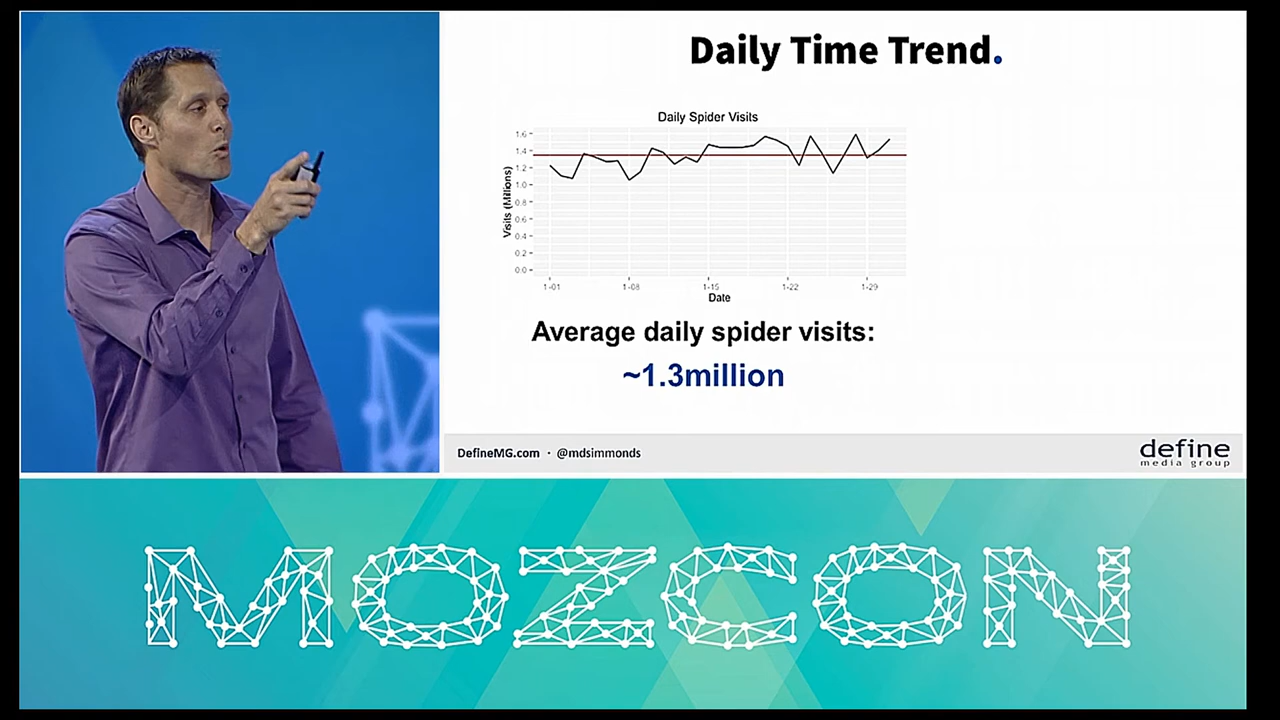 Daily Time Trend.
Daily Spider Visits
Visits (Millions)
1.6
1.4
1.2
1.0
0.8
0.6
0.4
0.2
0.0
1-01
1-08
1-15
1-22
1-29
Date
Average daily spider visits:
~1.3million
DefineMG.com · @mdsimmonds
define
media group
MOZCON